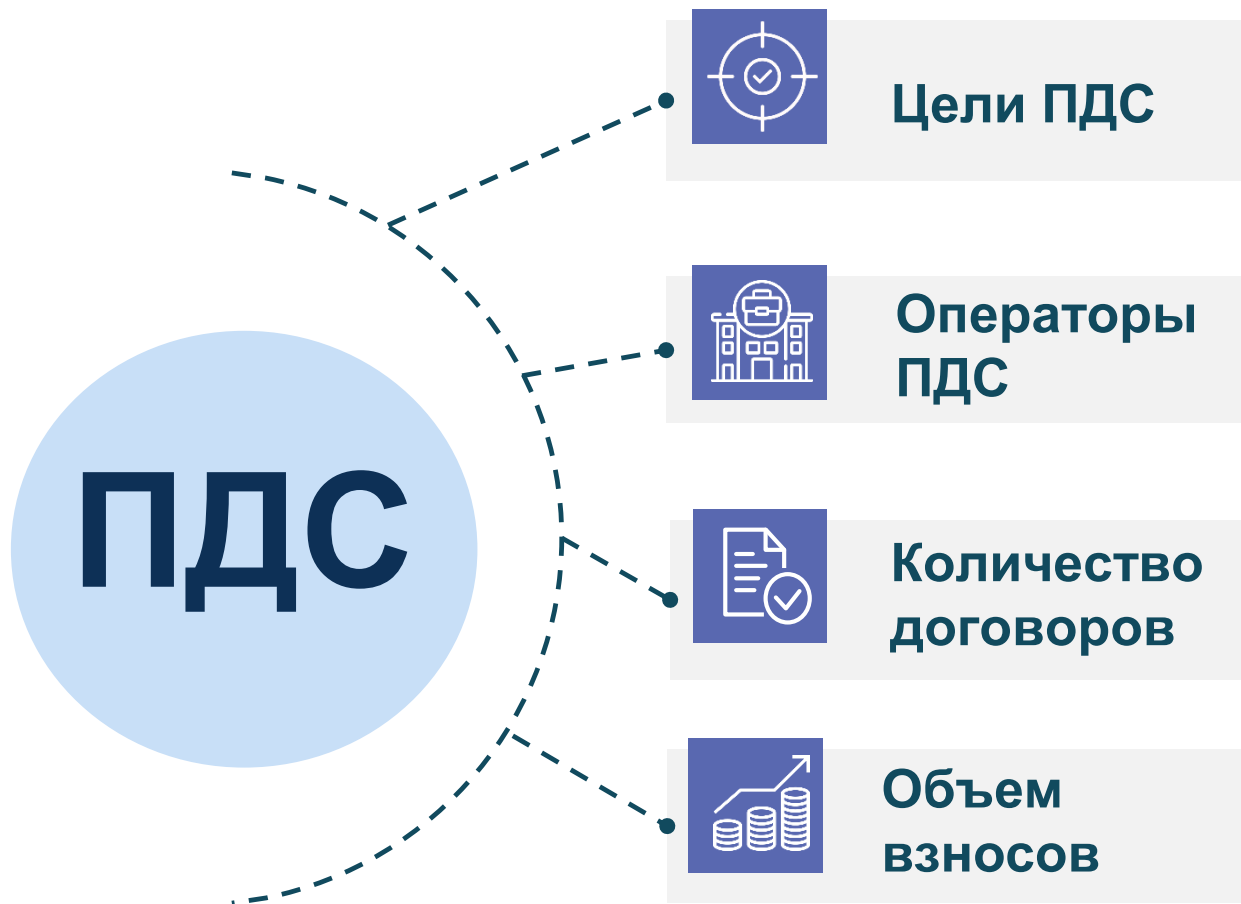 Цели ПДС
Операторы
ПДС
ПДС
Количество
договоров
Объем
взносов